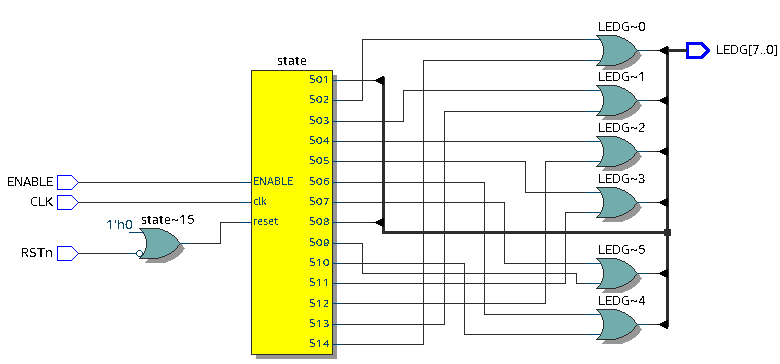 state
S01
S02
S03
S04
S05
S06
S07
S08
S09
S10
S11
S12
S13
S14
ENABLE
clk
reset
ENABLE
CLK
RSTn
1'h0
state~15
LEDG~0
LEDG~1
LEDG~2
LEDG~3
LEDG~5
LEDG~4
LEDG[7..0]